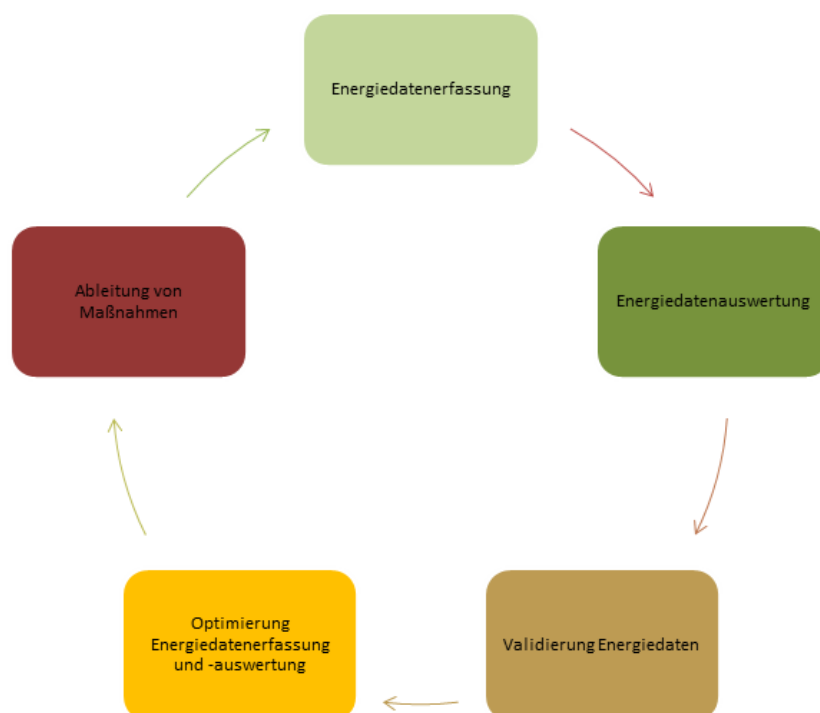 Energiedatenerfassung
Energiedatenauswertung
Validierung Energiedaten
Optimierung
Energiedatenerfassung
und -auswertung
Ableitung von
Maßnahmen